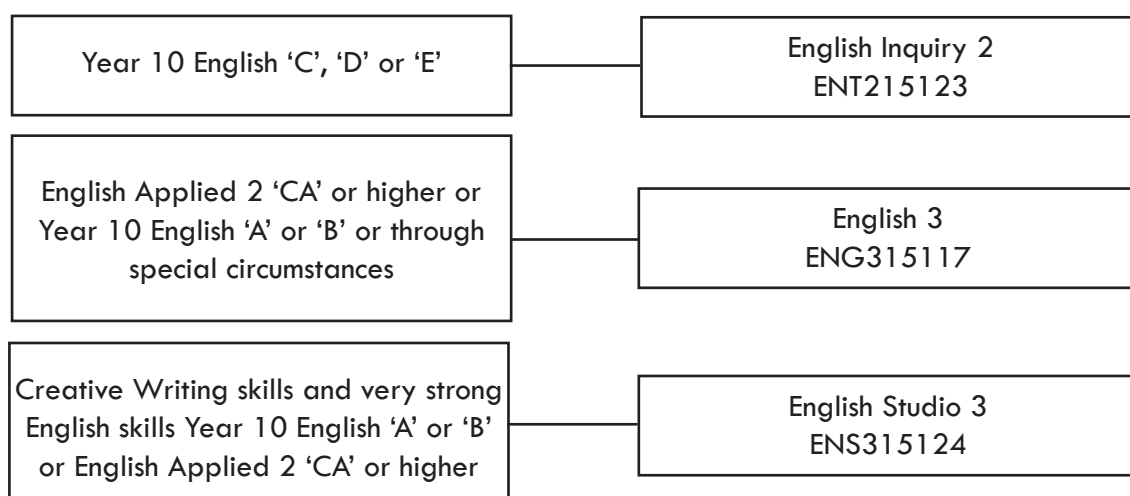 Year 10 English ‘C’, ‘D’ or ‘E’
English Inquiry 2
ENT215123
English Applied 2 ‘CA’ or higher or
Year 10 English ‘A’ or ‘B’ or through
special circumstances
English 3
ENG315117
Creative Writing skills and very strong
English skills Year 10 English ‘A’ or ‘B’
or English Applied 2 ‘CA’ or higher
English Studio 3
ENS315124